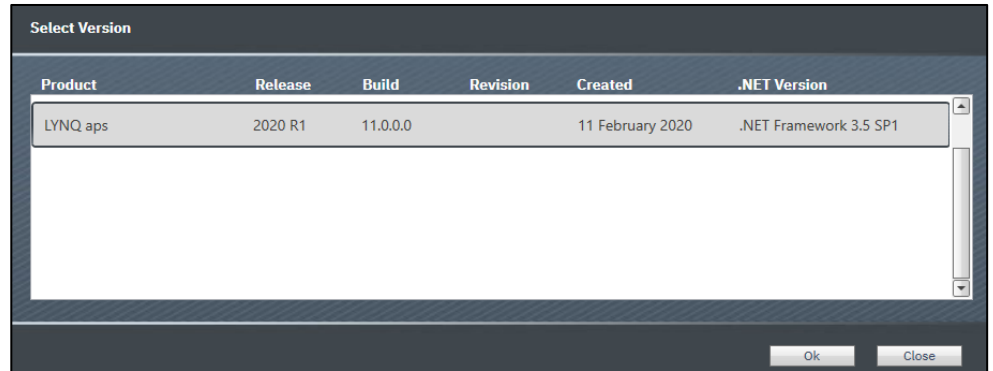 Select Version
Product Release Build Revision Created .NET Version
LYNQ aps 2020 R1 11.0.0.0 11 February 2020 .NET Framework 3.5 SP1
Ok Close